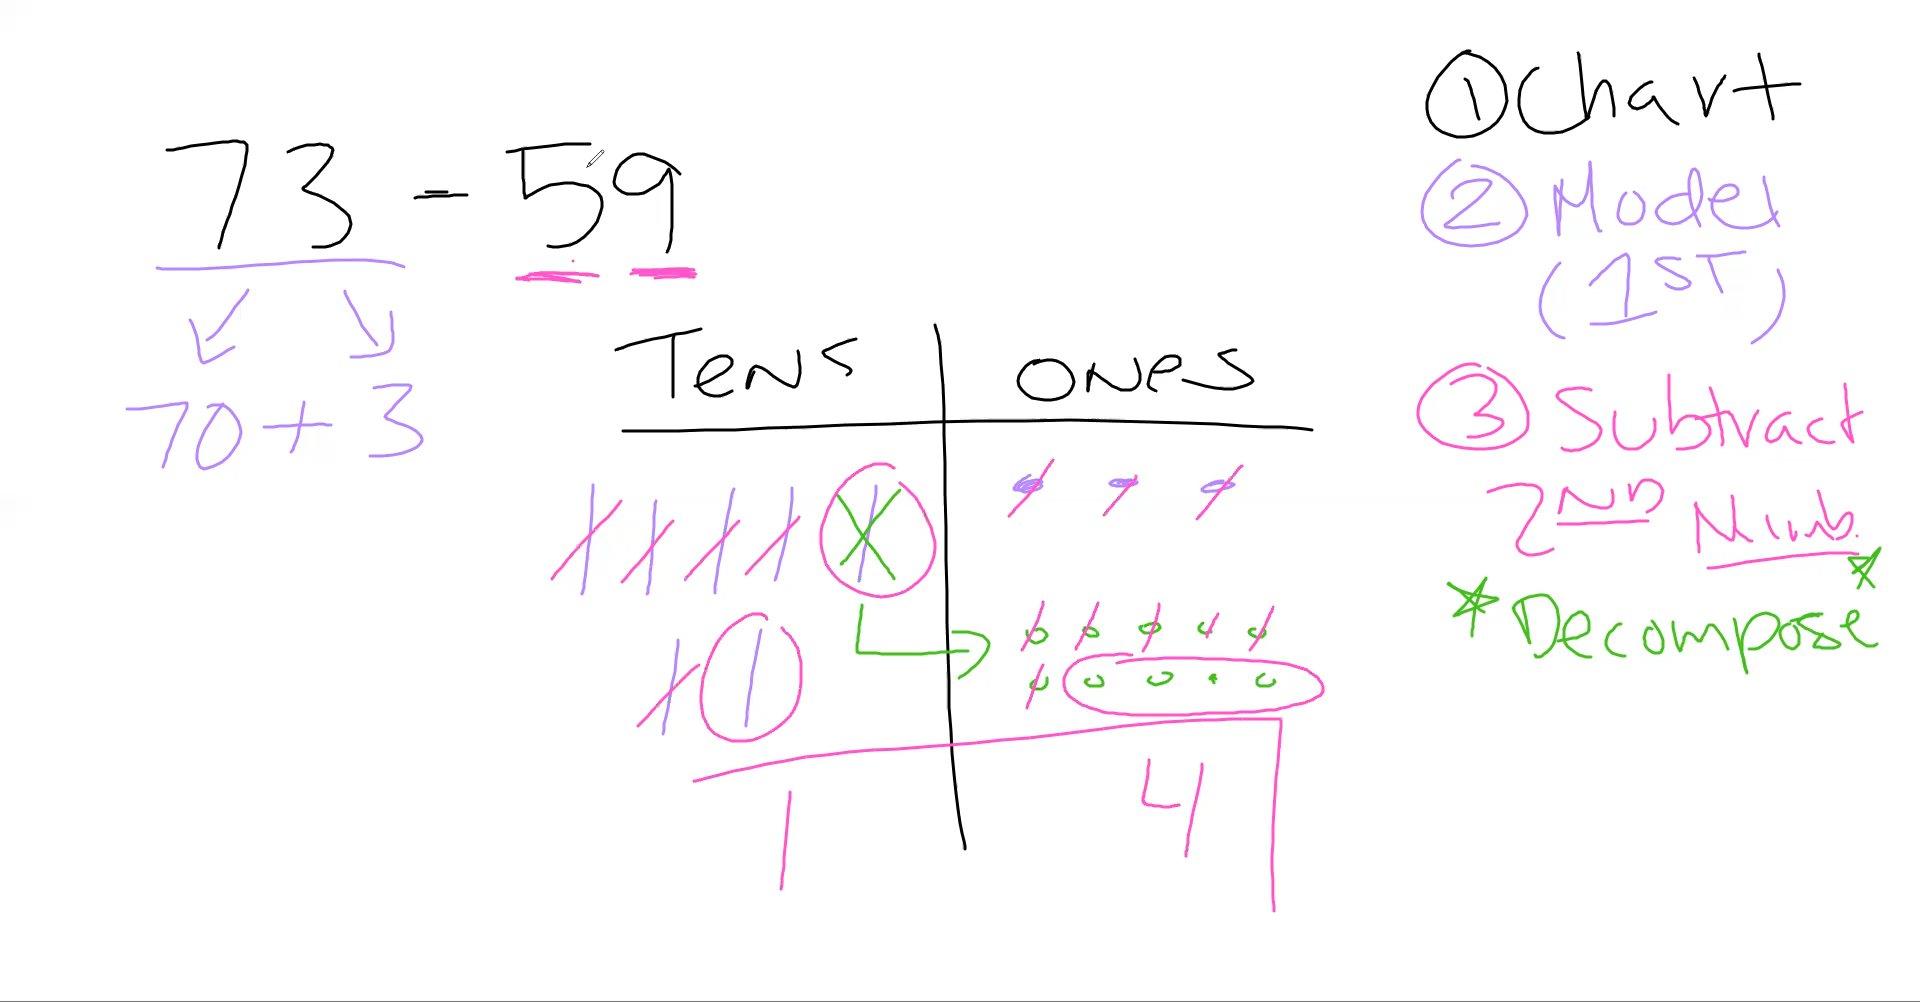 73 - 59
70 + 3
Tens ones
1 4
① Chart
② Model
(1ST)
③ Subtract
2ND Numb.
* Decompose *